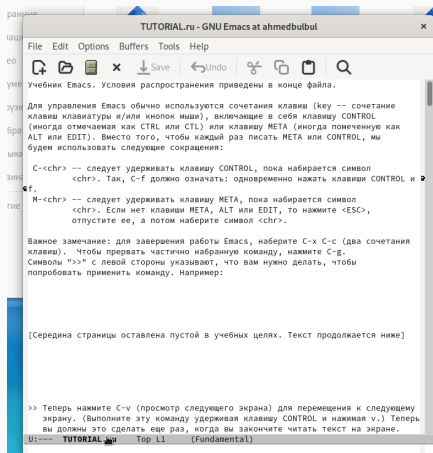 TUTORIAL.ru - GNU Emacs at ahmedbulbul
File Edit Options Buffers Tools Help
Save Undo
Учебник Emacs. Условия распространения приведены в конце файла.
Для управления Emacs обычно используются сочетания клавиш (key -- сочетание
клавиш клавиатуры и/или кнопок мыши), включающие в себя клавишу CONTROL
(иногда отмечаемая как CTRL или CTL) или клавишу META (иногда помеченную как
ALT или EDIT). Вместо того, чтобы каждый раз писать META или CONTROL, мы
будем использовать следующие сокращения:
C-<chr> -- следует удерживать клавишу CONTROL, пока набирается символ
<chr>. Так, C-f должно означать: одновременно нажать клавиши CONTROL и
f.
M-<chr> -- следует удерживать клавишу META, пока набирается символ
<chr>. Если нет клавиши META, ALT или EDIT, то нажмите <ESC>,
отпустите ее, а потом наберите символ <chr>.
Важное замечание: для завершения работы Emacs, наберите C-x C-c (два сочетания
клавиш). Чтобы прервать частично набранную команду, нажмите C-g.
Символы ">>" с левой стороны указывают, что вам нужно делать, чтобы
попробовать применить команду. Например:
[Середина страницы оставлена пустой в учебных целях. Текст продолжается ниже]
>> Теперь нажмите C-v (просмотр следующего экрана) для перемещения к следующему
экрану. (Выполните эту команду удерживая клавишу CONTROL и нажимая v.) Теперь
вы должны это сделать еще раз, когда вы закончите читать текст на экране.
U:--- TUTORIAL.ru Top L1 (Fundamental)